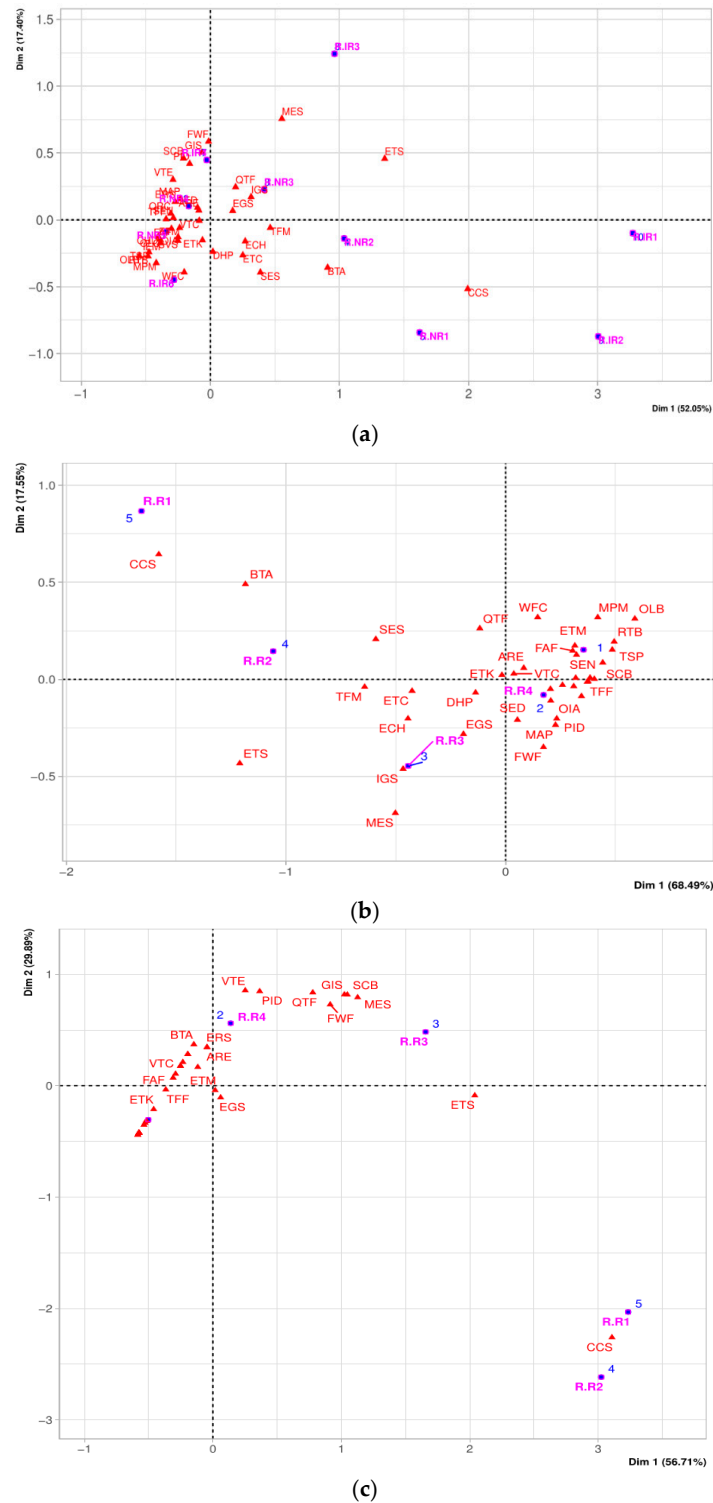 Dim 2 (17.40%)
1.5
R.IR3
1.0
MES
FWF
GIS
SCB
ETS
0.5
VTE
QTF
R.NR3
IGS
MAP
EGS
0.0
VTC
TFM
ETK
ECH
R.NR2
R.IR1
DHP
ETC
MPM
WFC
SES
BTA
R.IR6
CCS
−0.5
R.NR1
R.IR2
−1.0
−1
0
1
2
3
Dim 1 (52.05%)
(a)
Dim 2 (17.55%)
1.0
R.R1
5
CCS
BTA
0.5
SES
QTF
WFC
MPM
OLB
4
ETM
RTB
R.R2
FAF
1
TSP
ARE
SEN
ETK
VTC
SCB
0.0
TFM
ETC
R.R4
TFF
DHP
2
SED
OIA
ECH
EGS
MAP
PID
R.R3
ETS
FWF
3
IGS
−0.5
MES
−2
−1
0
Dim 1 (68.49%)
(b)
Dim 2 (29.89%)
1
VTE
PID
QTF
GIS
SCB
MES
FWF
2
R.R4
3
R.R3
BTA
ERS
ARE
VTC
FAF
ETM
0
ETK
TFF
EGS
ETS
−1
−2
5
R.R1
CCS
4
R.R2
−3
−1
0
1
2
3
Dim 1 (56.71%)
(c)